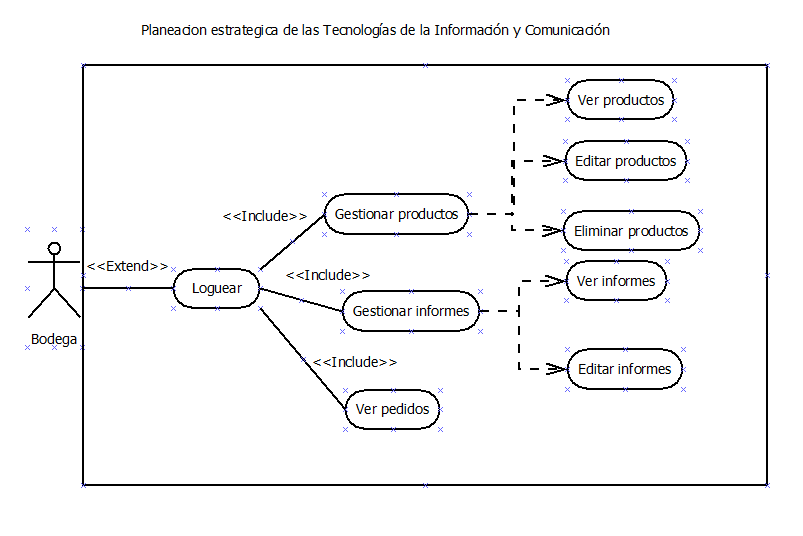 Planeacion estrategica de las Tecnologías de la Información y Comunicación
Ver productos
Editar productos
<<Include>>
Gestionar productos
Eliminar productos
<<Extend>>
<<Include>>
Ver informes
Loguear
Gestionar informes
Bodega
<<Include>>
Editar informes
Ver pedidos